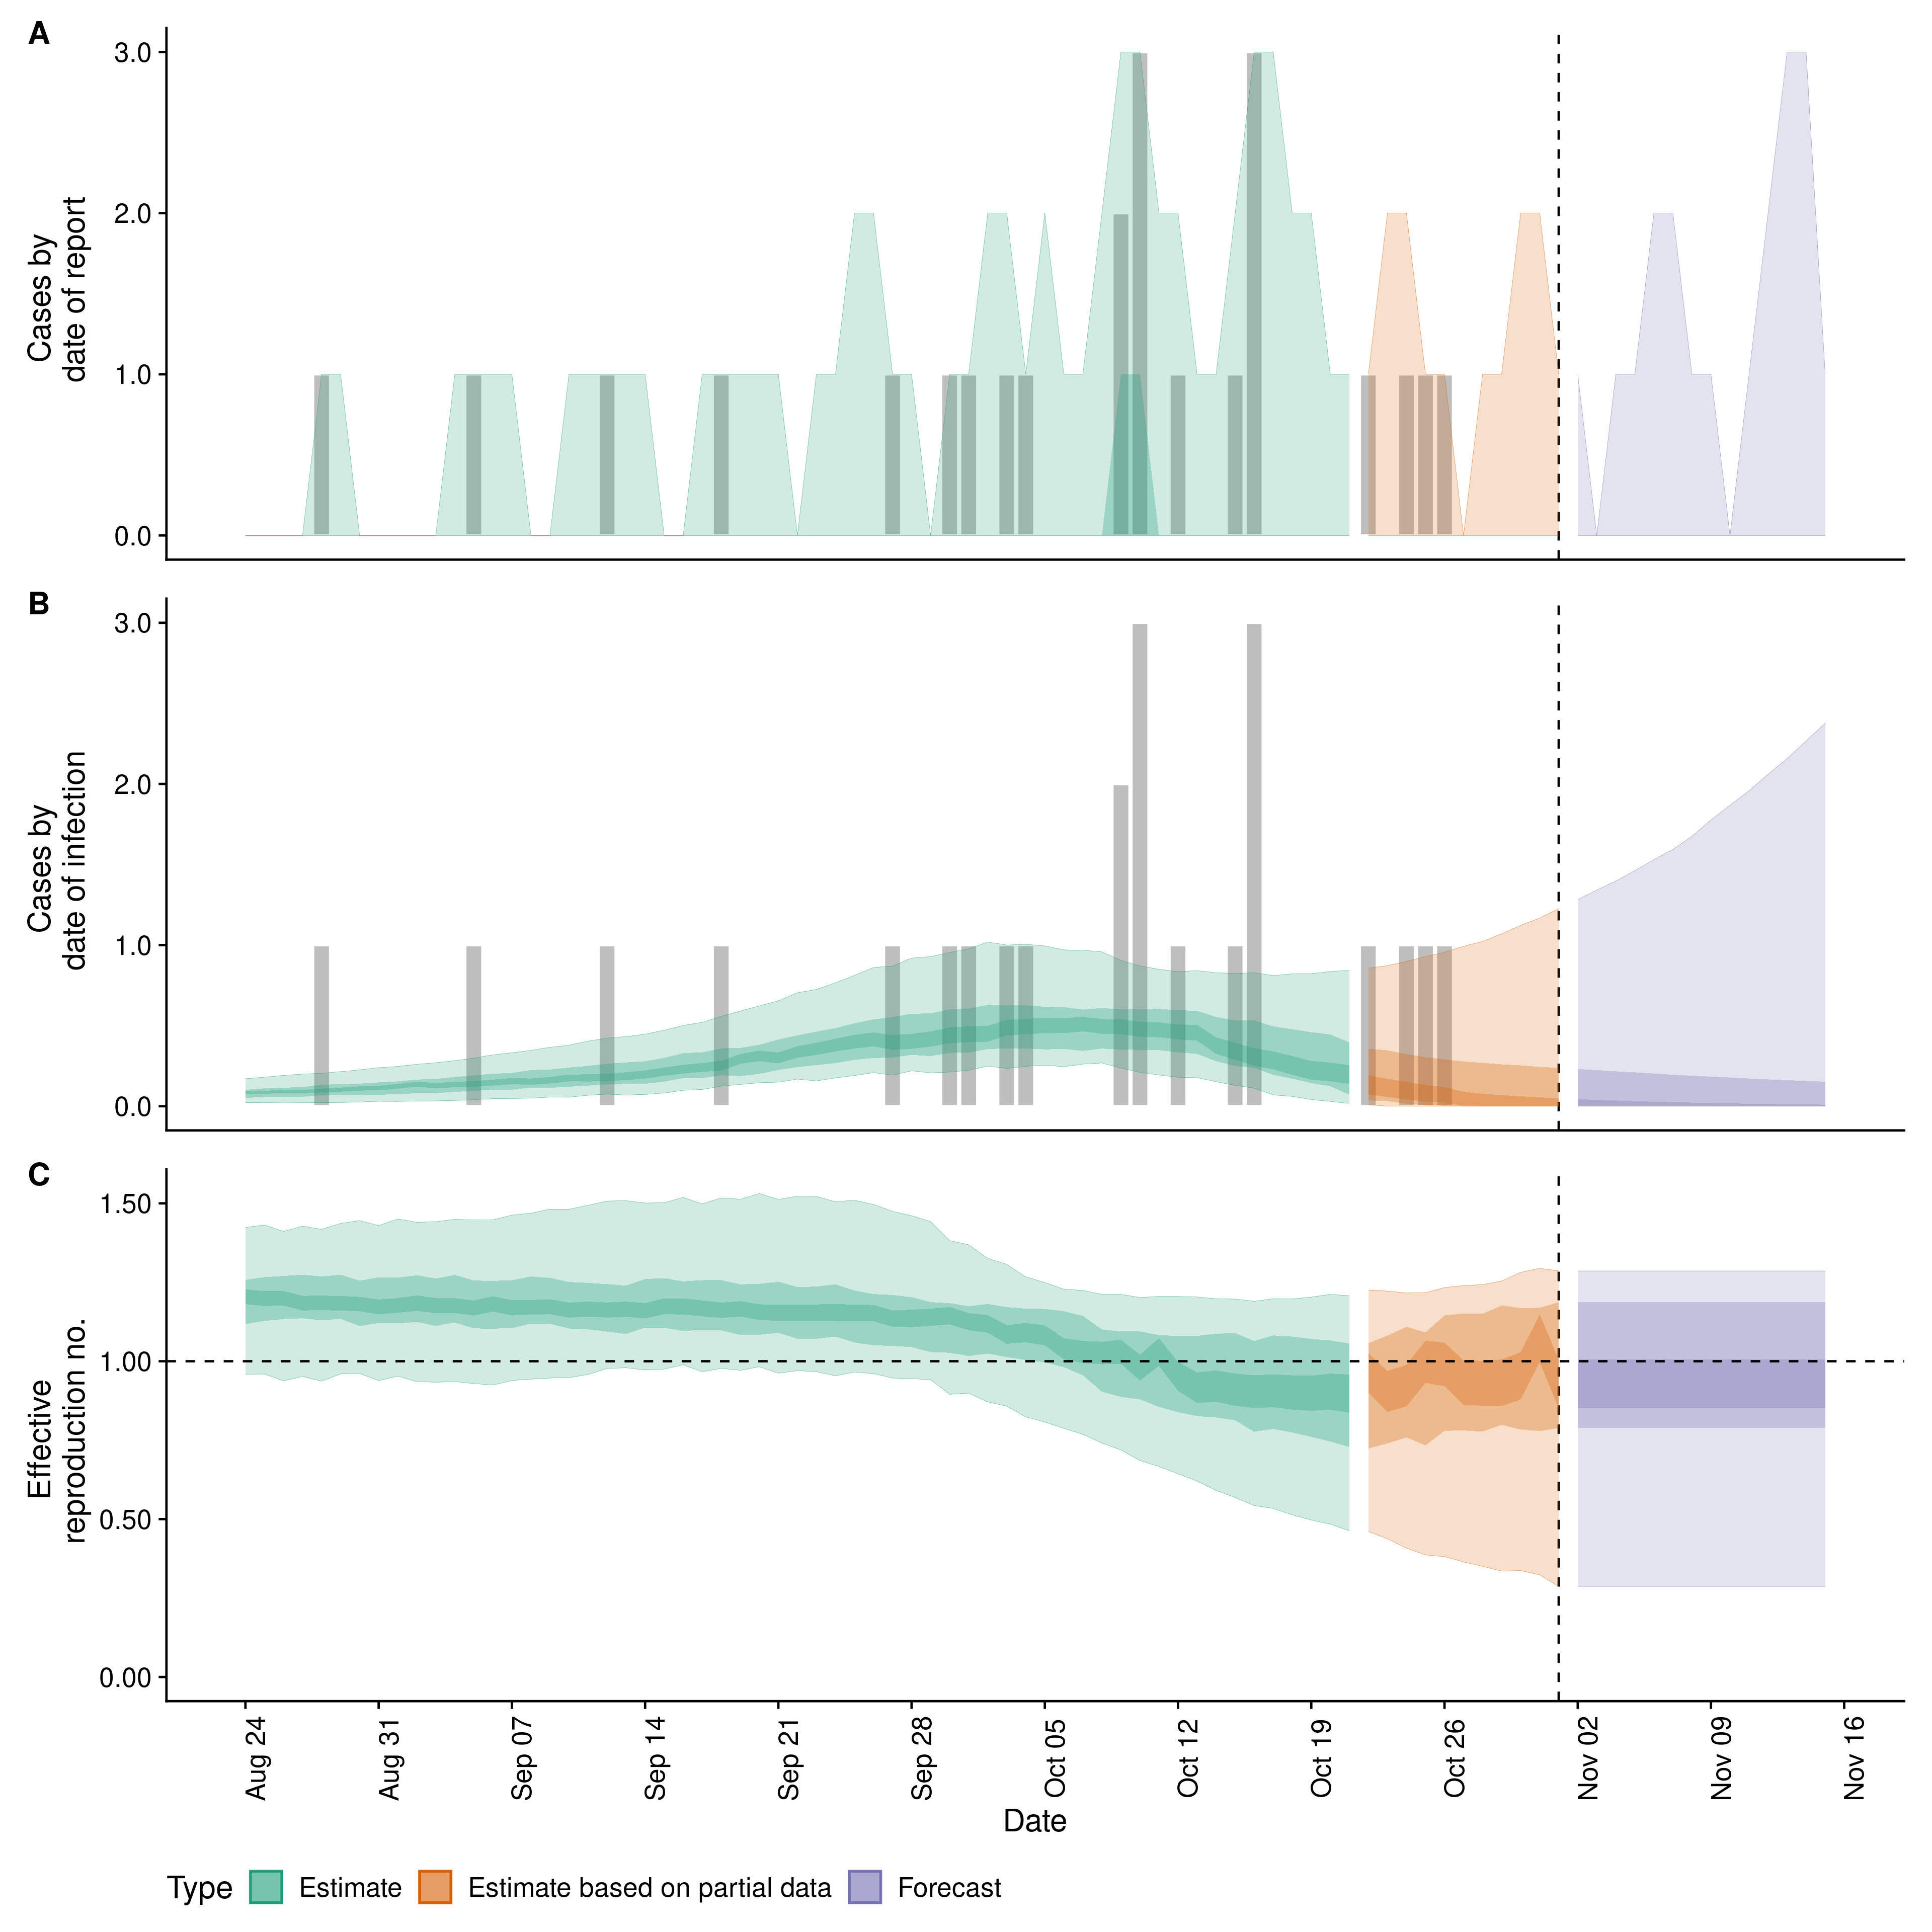 A
3.0
2.0
1.0
0.0
Cases by
date of report
B
3.0
2.0
1.0
0.0
Cases by
date of infection
C
1.50
1.00
0.50
0.00
Effective
reproduction no.
Aug 24
Aug 31
Sep 07
Sep 14
Sep 21
Sep 28
Oct 05
Oct 12
Oct 19
Oct 26
Nov 02
Nov 09
Nov 16
Date
Type Estimate Estimate based on partial data Forecast